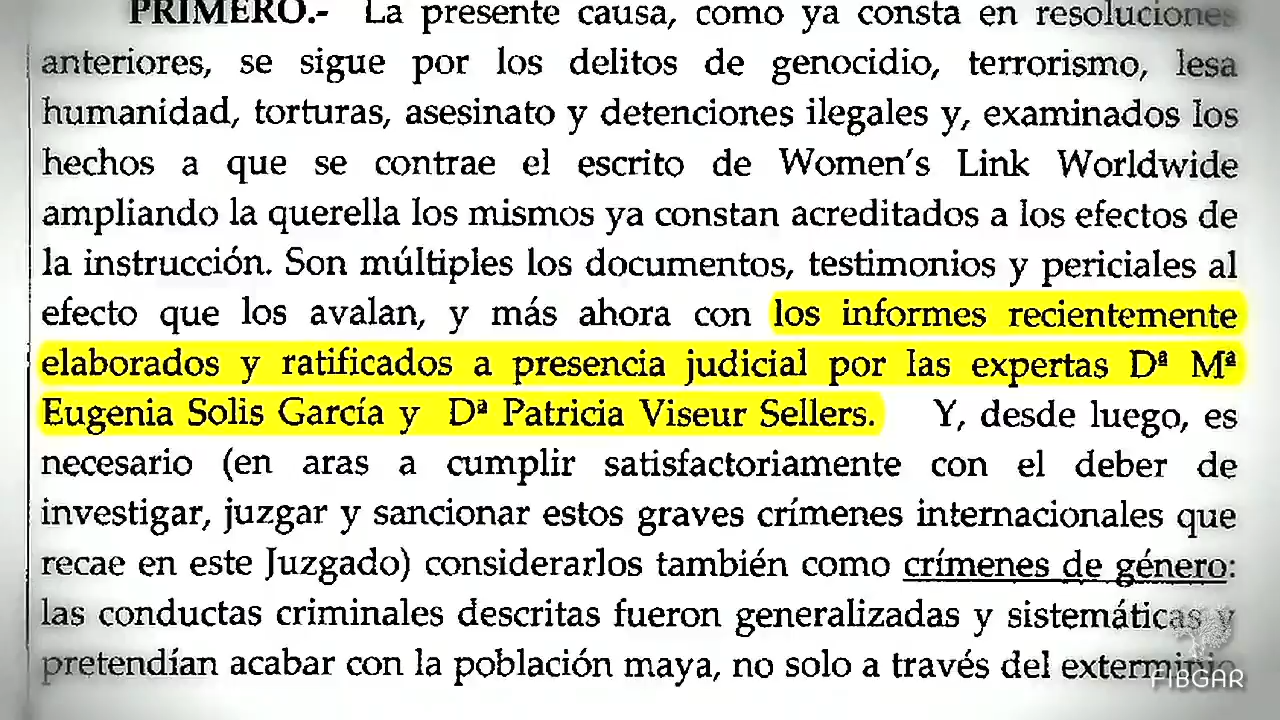 PRIMERO.- La presente causa, como ya consta en resoluciones
anteriores, se sigue por los delitos de genocidio, terrorismo, lesa
humanidad, torturas, asesinato y detenciones ilegales y, examinados los
hechos a que se contrae el escrito de Women's Link Worldwide
ampliando la querella los mismos ya constan acreditados a los efectos de
la instrucción. Son múltiples los documentos, testimonios y periciales al
efecto que los avalan, y más ahora con los informes recientemente
elaborados y ratificados a presencia judicial por las expertas Dª Mª
Eugenia Solis García y Dª Patricia Viseur Sellers. Y, desde luego, es
necesario (en aras a cumplir satisfactoriamente con el deber de
investigar, juzgar y sancionar estos graves crímenes internacionales que
recae en este Juzgado) considerarlos también como crímenes de género:
las conductas criminales descritas fueron generalizadas y sistemáticas y
pretendían acabar con la población maya, no solo a través del exterminio
FIBGAR